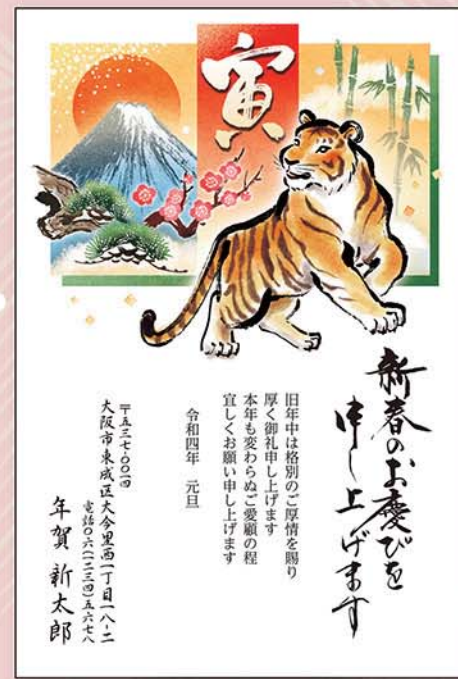 寅
新春のお慶びを
申し上げます
旧年中は格別のご厚情を賜り
厚く御礼申し上げます
本年も変わらぬご愛顧の程
宜しくお願い申し上げます
令和四年　元旦
〒五三七-〇〇一四
大阪市東成区大今里西一丁目一八-二
電話〇六(一二三四)五六七八
年賀 新太郎